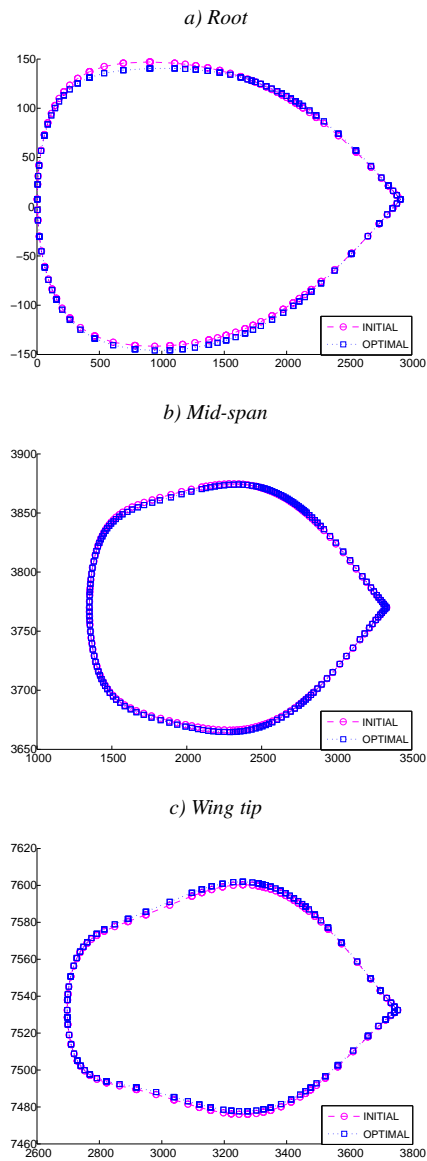 a) Root
150
100
50
0
−50
−100
−150
0 500 1000 1500 2000 2500 3000
INITIAL
OPTIMAL
b) Mid-span
3900
3850
3800
3750
3700
3650
1000 1500 2000 2500 3000 3500
INITIAL
OPTIMAL
c) Wing tip
7620
7600
7580
7560
7540
7520
7500
7480
7460
2600 2800 3000 3200 3400 3600 3800
INITIAL
OPTIMAL